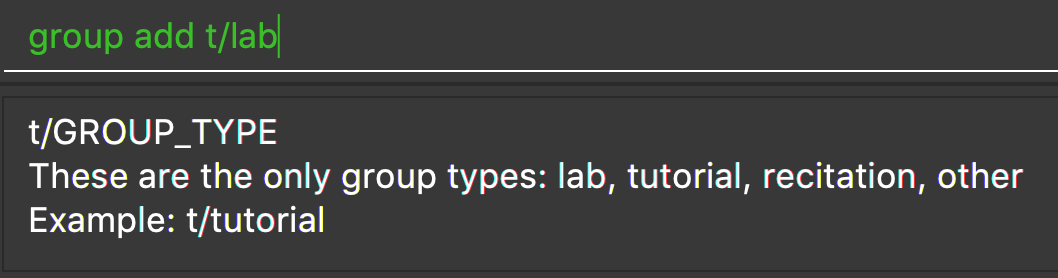 group add t/lab
t/GROUP_TYPE
These are the only group types: lab, tutorial, recitation, other
Example: t/tutorial